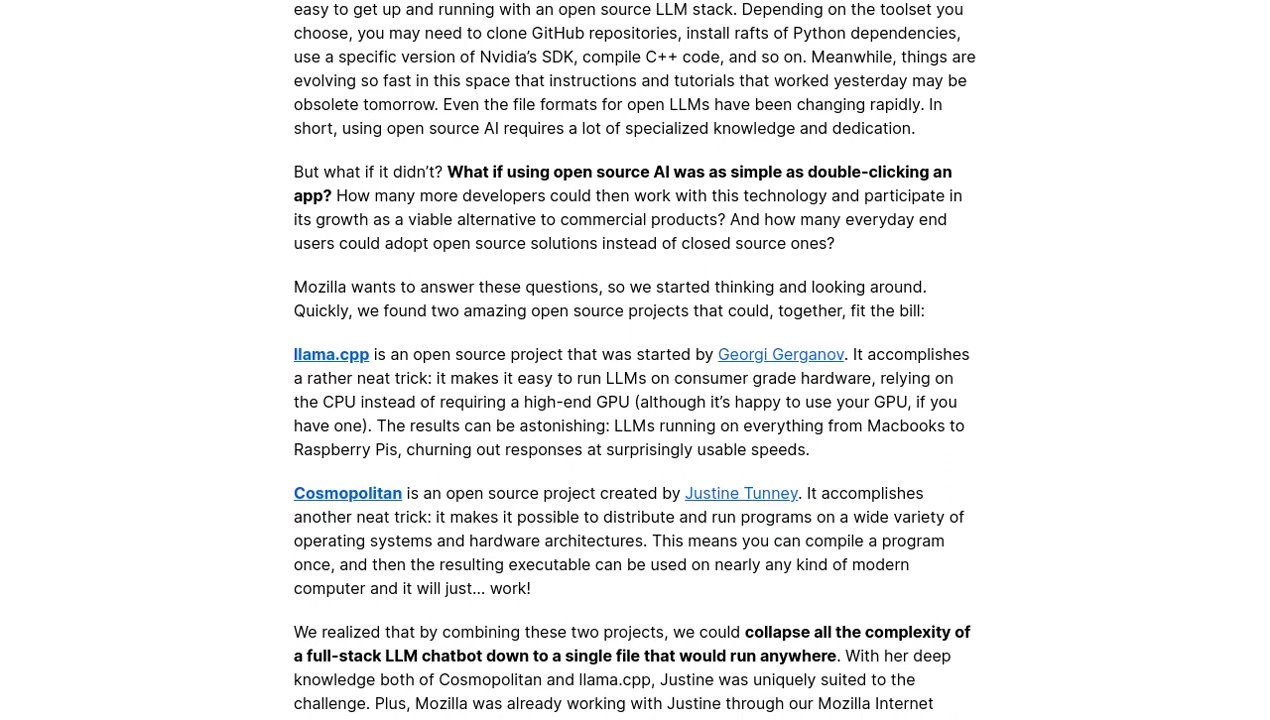 easy to get up and running with an open source LLM stack. Depending on the toolset you
choose, you may need to clone GitHub repositories, install rafts of Python dependencies,
use a specific version of Nvidia’s SDK, compile C++ code, and so on. Meanwhile, things are
evolving so fast in this space that instructions and tutorials that worked yesterday may be
obsolete tomorrow. Even the file formats for open LLMs have been changing rapidly. In
short, using open source AI requires a lot of specialized knowledge and dedication.
But what if it didn’t? What if using open source AI was as simple as double-clicking an
app? How many more developers could then work with this technology and participate in
its growth as a viable alternative to commercial products? And how many everyday end
users could adopt open source solutions instead of closed source ones?
Mozilla wants to answer these questions, so we started thinking and looking around.
Quickly, we found two amazing open source projects that could, together, fit the bill:
llama.cpp is an open source project that was started by Georgi Gerganov. It accomplishes
a rather neat trick: it makes it easy to run LLMs on consumer grade hardware, relying on
the CPU instead of requiring a high-end GPU (although it’s happy to use your GPU, if you
have one). The results can be astonishing: LLMs running on everything from Macbooks to
Raspberry Pis, churning out responses at surprisingly usable speeds.
Cosmopolitan is an open source project created by Justine Tunney. It accomplishes
another neat trick: it makes it possible to distribute and run programs on a wide variety of
operating systems and hardware architectures. This means you can compile a program
once, and then the resulting executable can be used on nearly any kind of modern
computer and it will just… work!
We realized that by combining these two projects, we could collapse all the complexity of
a full-stack LLM chatbot down to a single file that would run anywhere. With her deep
knowledge both of Cosmopolitan and llama.cpp, Justine was uniquely suited to the
challenge. Plus, Mozilla was already working with Justine through our Mozilla Internet